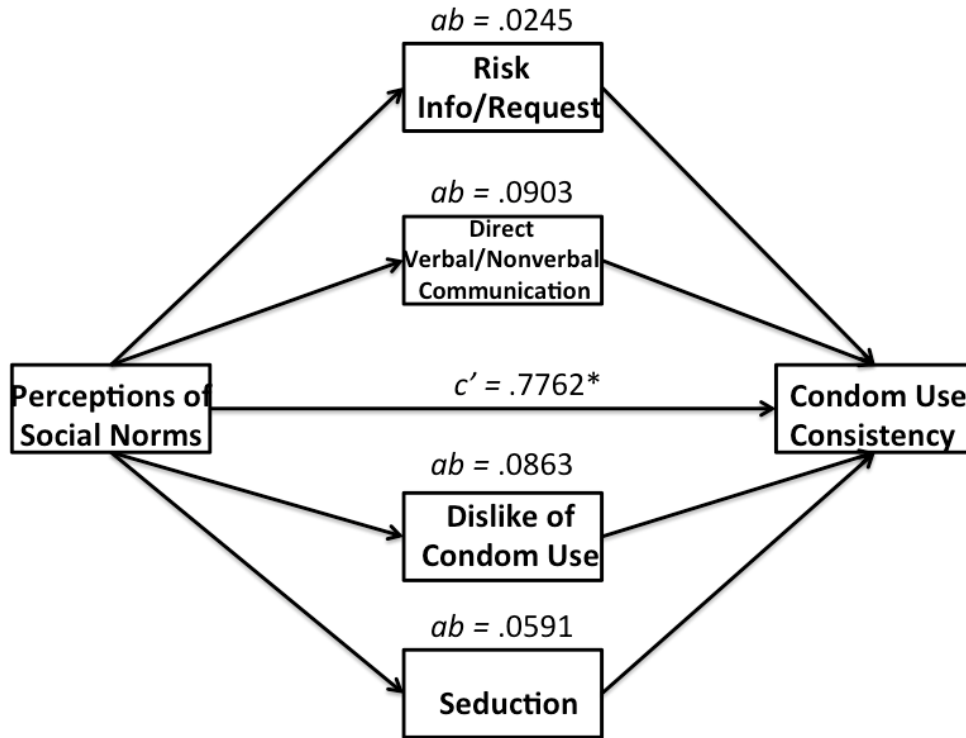 ab = .0245
Risk
Info/Request
ab = .0903
Direct
Verbal/Nonverbal
Communication
c’ = .7762*
Perceptions of
Social Norms
Condom Use
Consistency
ab = .0863
Dislike of
Condom Use
ab = .0591
Seduction